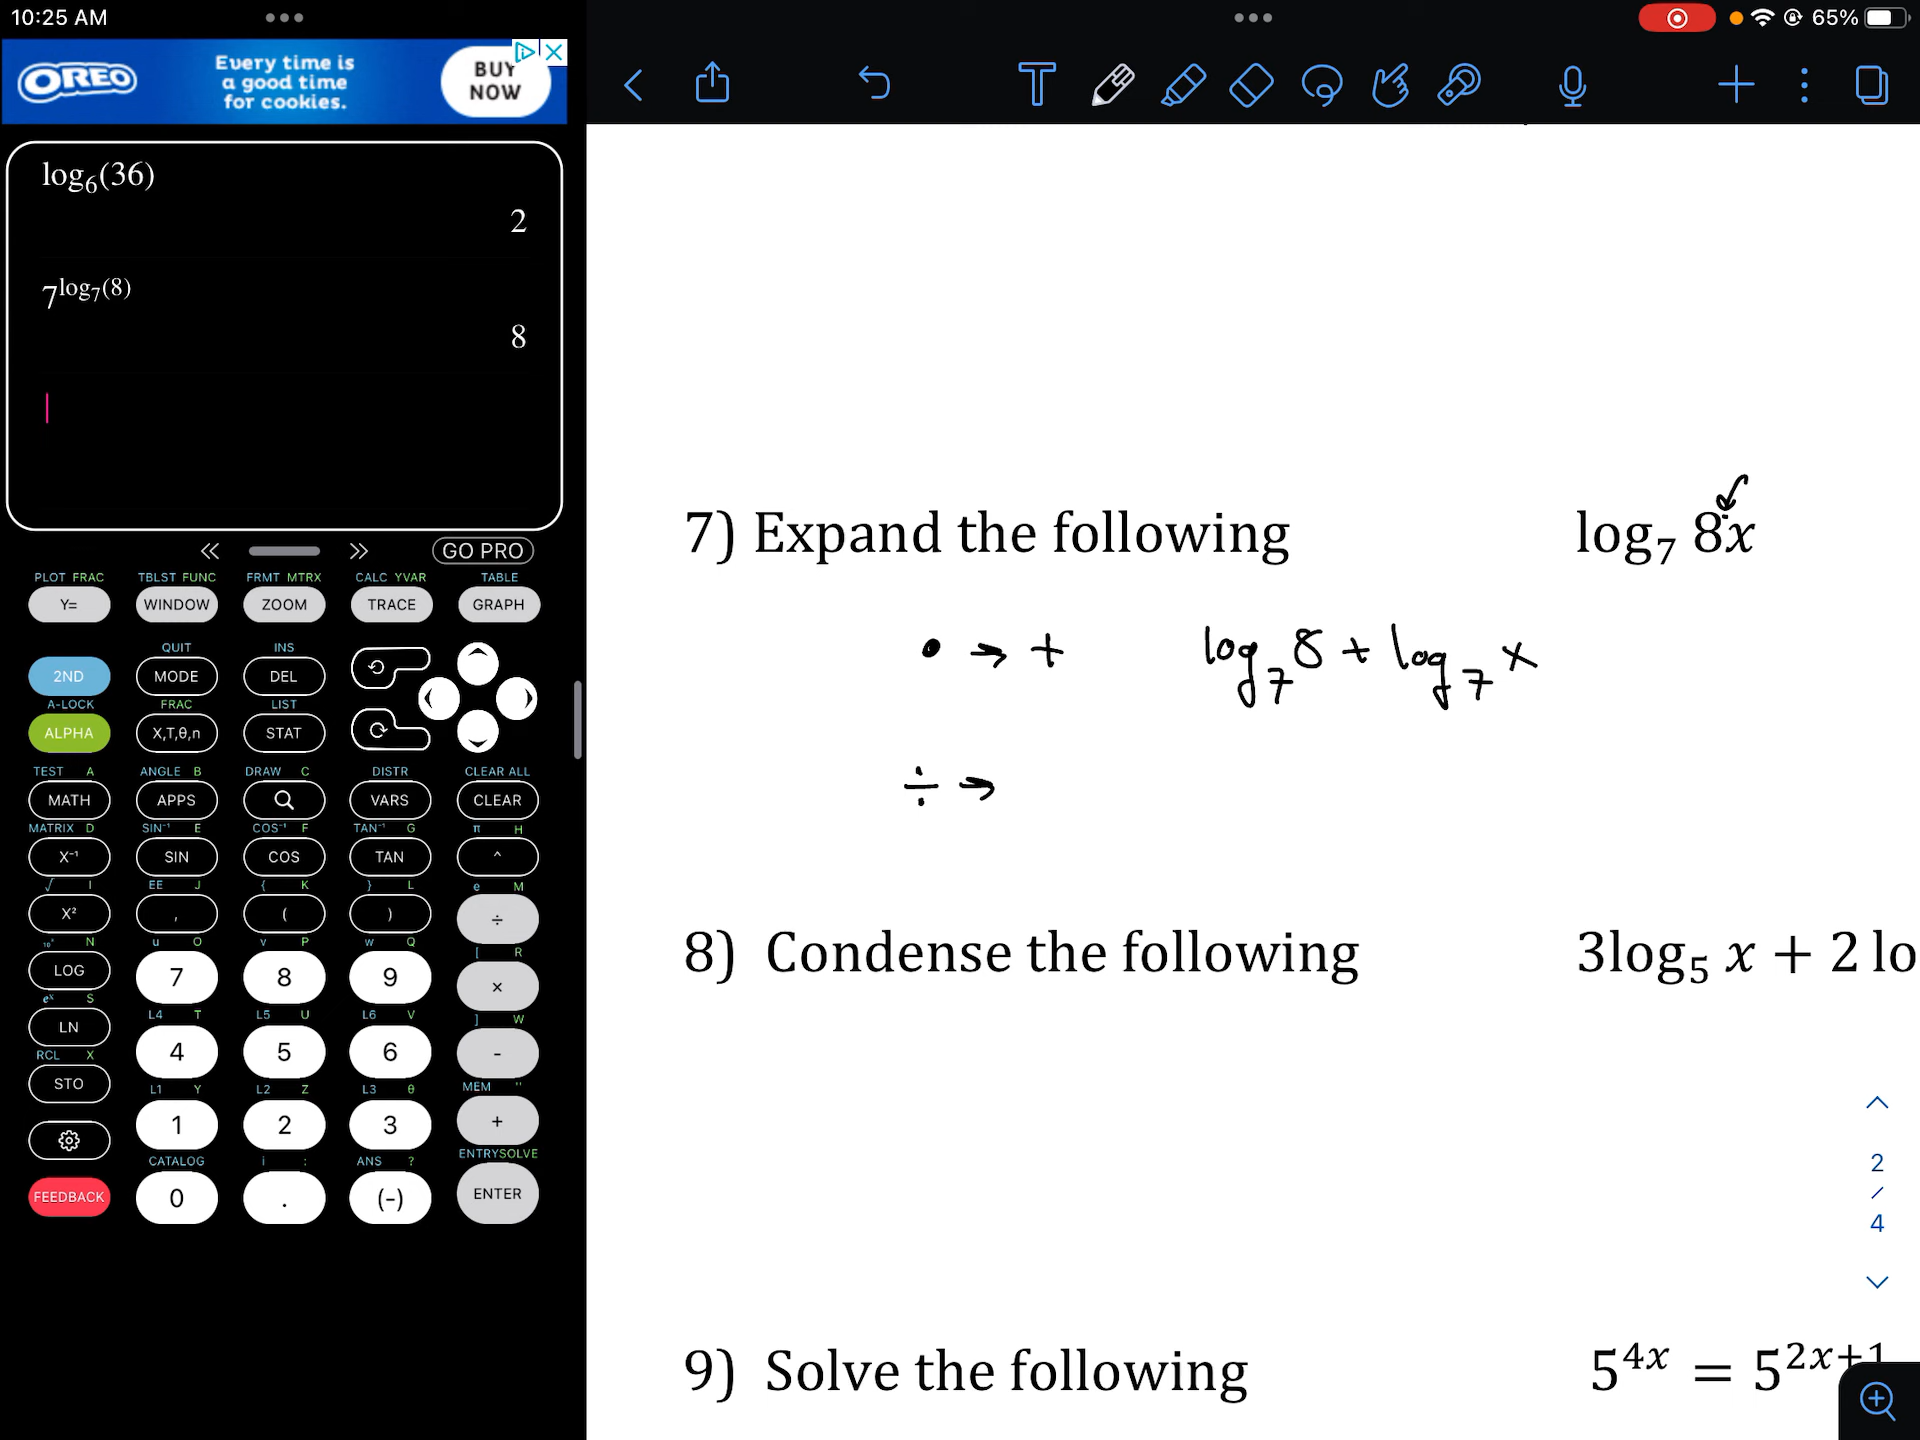 10:25 AM
65%
OREO
Every time is
a good time
for cookies.
BUY
NOW
log₆(36)
2
7^log₇(8)
8
GO PRO
PLOT FRAC TBLST FUNC FRMT MTRX CALC YVAR TABLE
Y= WINDOW ZOOM TRACE GRAPH
QUIT INS
2ND MODE DEL
A-LOCK FRAC LIST
ALPHA X,T,θ,n STAT
TEST A ANGLE B DRAW C DISTR CLEAR ALL
MATH APPS VARS CLEAR
MATRIX D SIN⁻¹ E COS⁻¹ F TAN⁻¹ G π H
X⁻¹ SIN COS TAN ^
√ I EE J { K } L e M
X² , ( ) ÷
10ˣ N u O v P w Q [ R
LOG 7 8 9 ×
eˣ S L4 T L5 U L6 V ] W
LN 4 5 6 -
RCL X L1 Y L2 Z L3 θ MEM "
STO 1 2 3 +
CATALOG i : ANS ? ENTRY SOLVE
FEEDBACK 0 . (-) ENTER
7) Expand the following log₇ 8x
• → + log₇ 8 + log₇ x
÷ →
8) Condense the following 3log₅ x + 2 lo
2
/
4
9) Solve the following 5^4x = 5^2x+1